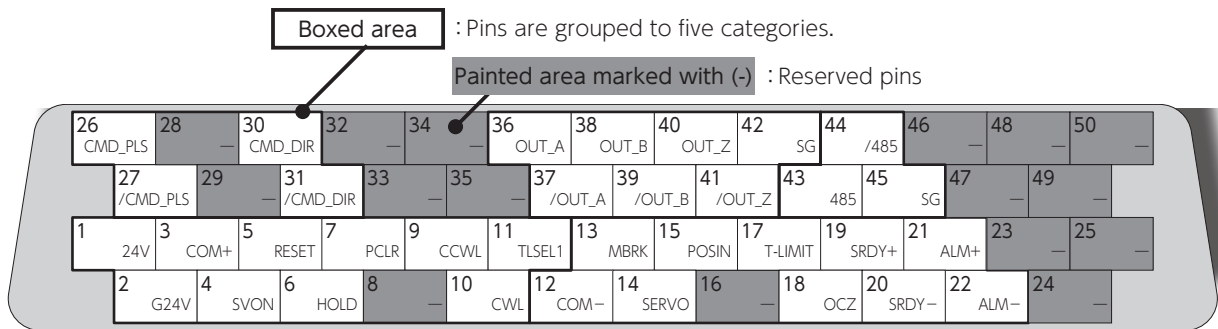 Boxed area : Pins are grouped to five categories.
Painted area marked with (-) : Reserved pins
26 28 30 32 34 36 38 40 42 44 46 48 50
CMD_PLS — CMD_DIR — — OUT_A OUT_B OUT_Z SG /485 — — —
27 29 31 33 35 37 39 41 43 45 47 49
/CMD_PLS — /CMD_DIR — — /OUT_A /OUT_B /OUT_Z 485 SG — —
1 3 5 7 9 11 13 15 17 19 21 23 25
24V COM+ RESET PCLR CCWL TLSEL1 MBRK POSIN T-LIMIT SRDY+ ALM+ — —
2 4 6 8 10 12 14 16 18 20 22 24
G24V SVON HOLD — CWL COM− SERVO — OCZ SRDY− ALM− —